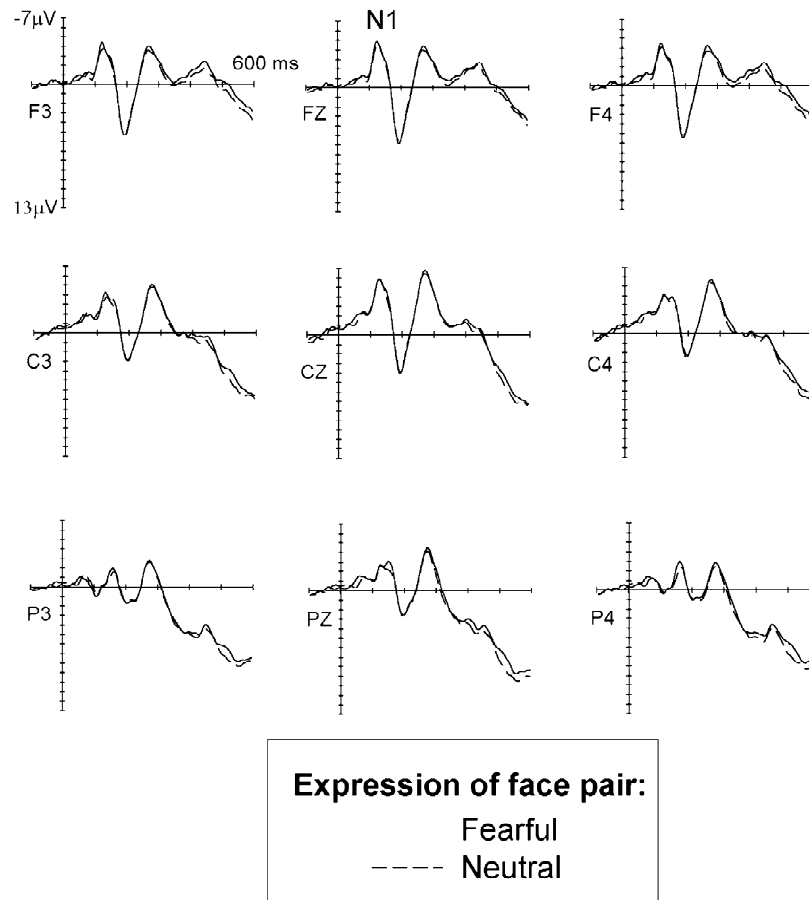 -7μV
N1
600 ms
F3
FZ
F4
13μV
C3
CZ
C4
P3
PZ
P4
Expression of face pair:
Fearful
Neutral